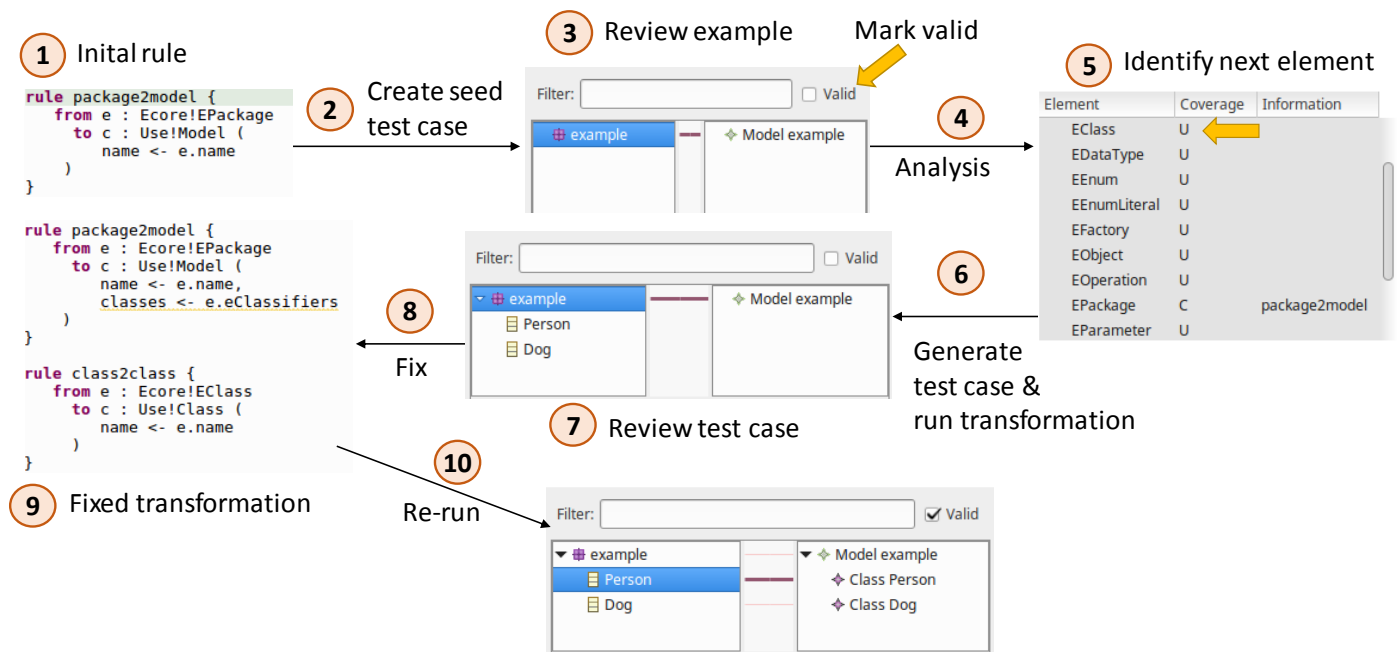 1 Inital rule
rule package2model {
from e : Ecore!EPackage
to c : Use!Model (
name <- e.name
)
}
2 Create seed
test case
3 Review example
Mark valid
Filter: Valid
example Model example
4
Analysis
5 Identify next element
Element Coverage Information
EClass U
EDataType U
EEnum U
EEnumLiteral U
EFactory U
EObject U
EOperation U
EPackage C package2model
EParameter U
6
Generate
test case &
run transformation
Filter: Valid
example Model example
Person
Dog
7 Review test case
8
Fix
rule package2model {
from e : Ecore!EPackage
to c : Use!Model (
name <- e.name,
classes <- e.eClassifiers
)
}
rule class2class {
from e : Ecore!EClass
to c : Use!Class (
name <- e.name
)
}
9 Fixed transformation
10
Re-run
Filter: Valid
example Model example
Person Class Person
Dog Class Dog